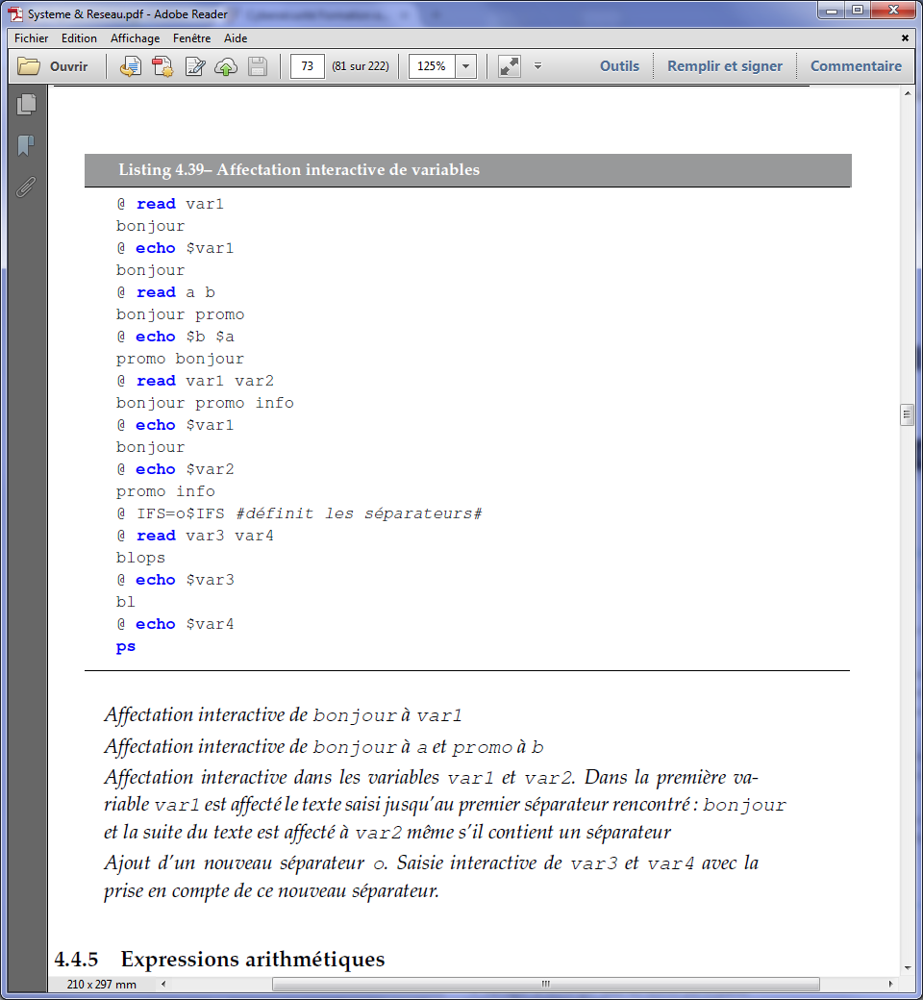 Systeme & Reseau.pdf - Adobe Reader
Fichier Edition Affichage Fenêtre Aide
Ouvrir 73 (81 sur 222) 125% Outils Remplir et signer Commentaire
Listing 4.39– Affectation interactive de variables
@ read var1
bonjour
@ echo $var1
bonjour
@ read a b
bonjour promo
@ echo $b $a
promo bonjour
@ read var1 var2
bonjour promo info
@ echo $var1
bonjour
@ echo $var2
promo info
@ IFS=o$IFS #définit les séparateurs#
@ read var3 var4
blops
@ echo $var3
bl
@ echo $var4
ps
Affectation interactive de bonjour à var1
Affectation interactive de bonjour à a et promo à b
Affectation interactive dans les variables var1 et var2. Dans la première va-
riable var1 est affecté le texte saisi jusqu'au premier séparateur rencontré : bonjour
et la suite du texte est affecté à var2 même s'il contient un séparateur
Ajout d'un nouveau séparateur o. Saisie interactive de var3 et var4 avec la
prise en compte de ce nouveau séparateur.
4.4.5 Expressions arithmétiques
210 x 297 mm